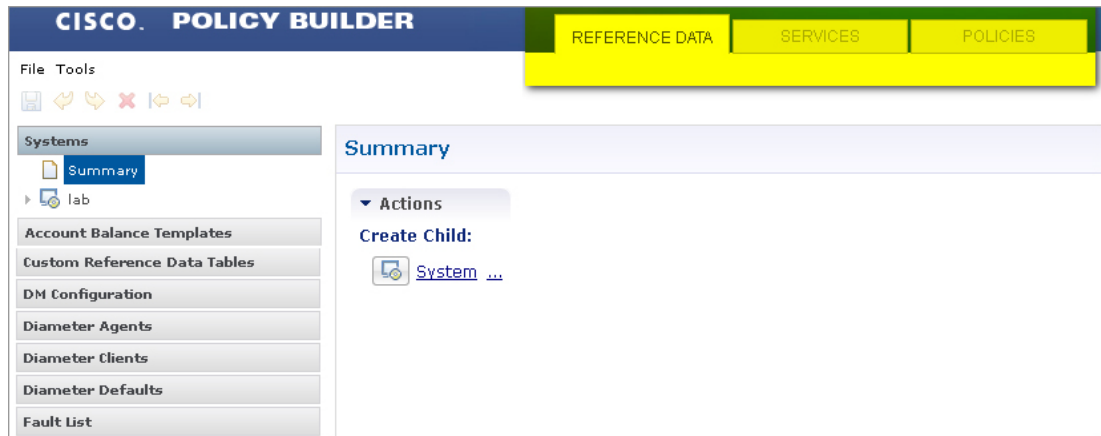 CISCO. POLICY BUILDER
REFERENCE DATA SERVICES POLICIES
File Tools
Systems
Summary
lab
Account Balance Templates
Custom Reference Data Tables
DM Configuration
Diameter Agents
Diameter Clients
Diameter Defaults
Fault List
Summary
Actions
Create Child:
System ...